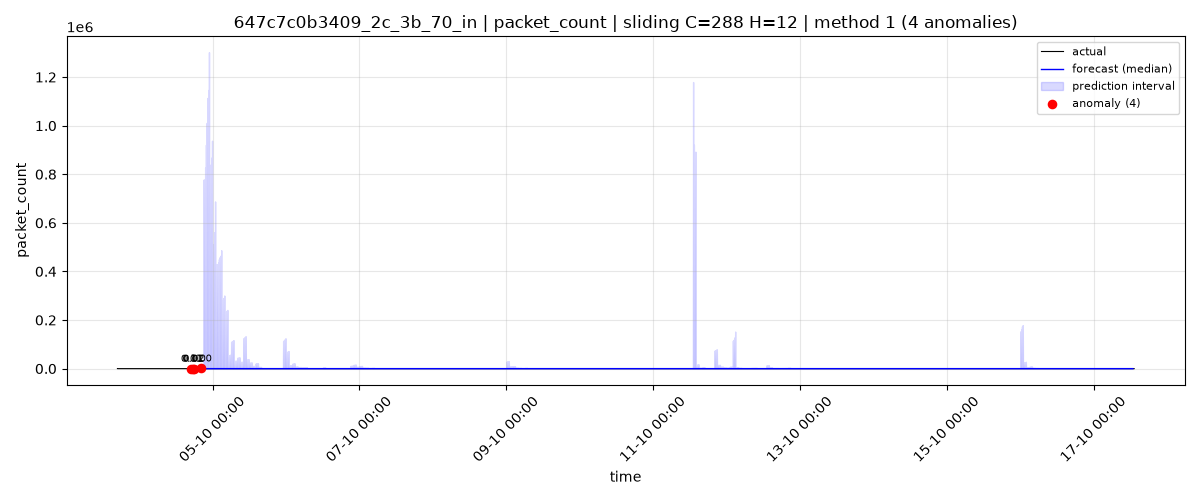 647c7c0b3409_2c_3b_70_in | packet_count | sliding C=288 H=12 | method 1 (4 anomalies)
1e6
actual
forecast (median)
prediction interval
anomaly (4)
1.2
1.0
0.8
0.6
0.4
0.2
0.0
packet_count
05-10 00:00
07-10 00:00
09-10 00:00
11-10 00:00
13-10 00:00
15-10 00:00
17-10 00:00
time